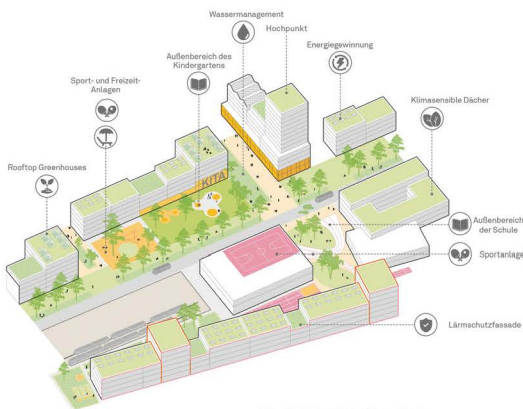 Wassermanagement
Hochpunkt
Außenbereich des
Kindergartens
Energiegewinnung
Sport- und Freizeit-
Anlagen
Klimasensible Dächer
Rooftop Greenhouses
KITA
Außenbereich
der Schule
Sportanlage
Lärmschutzfassade